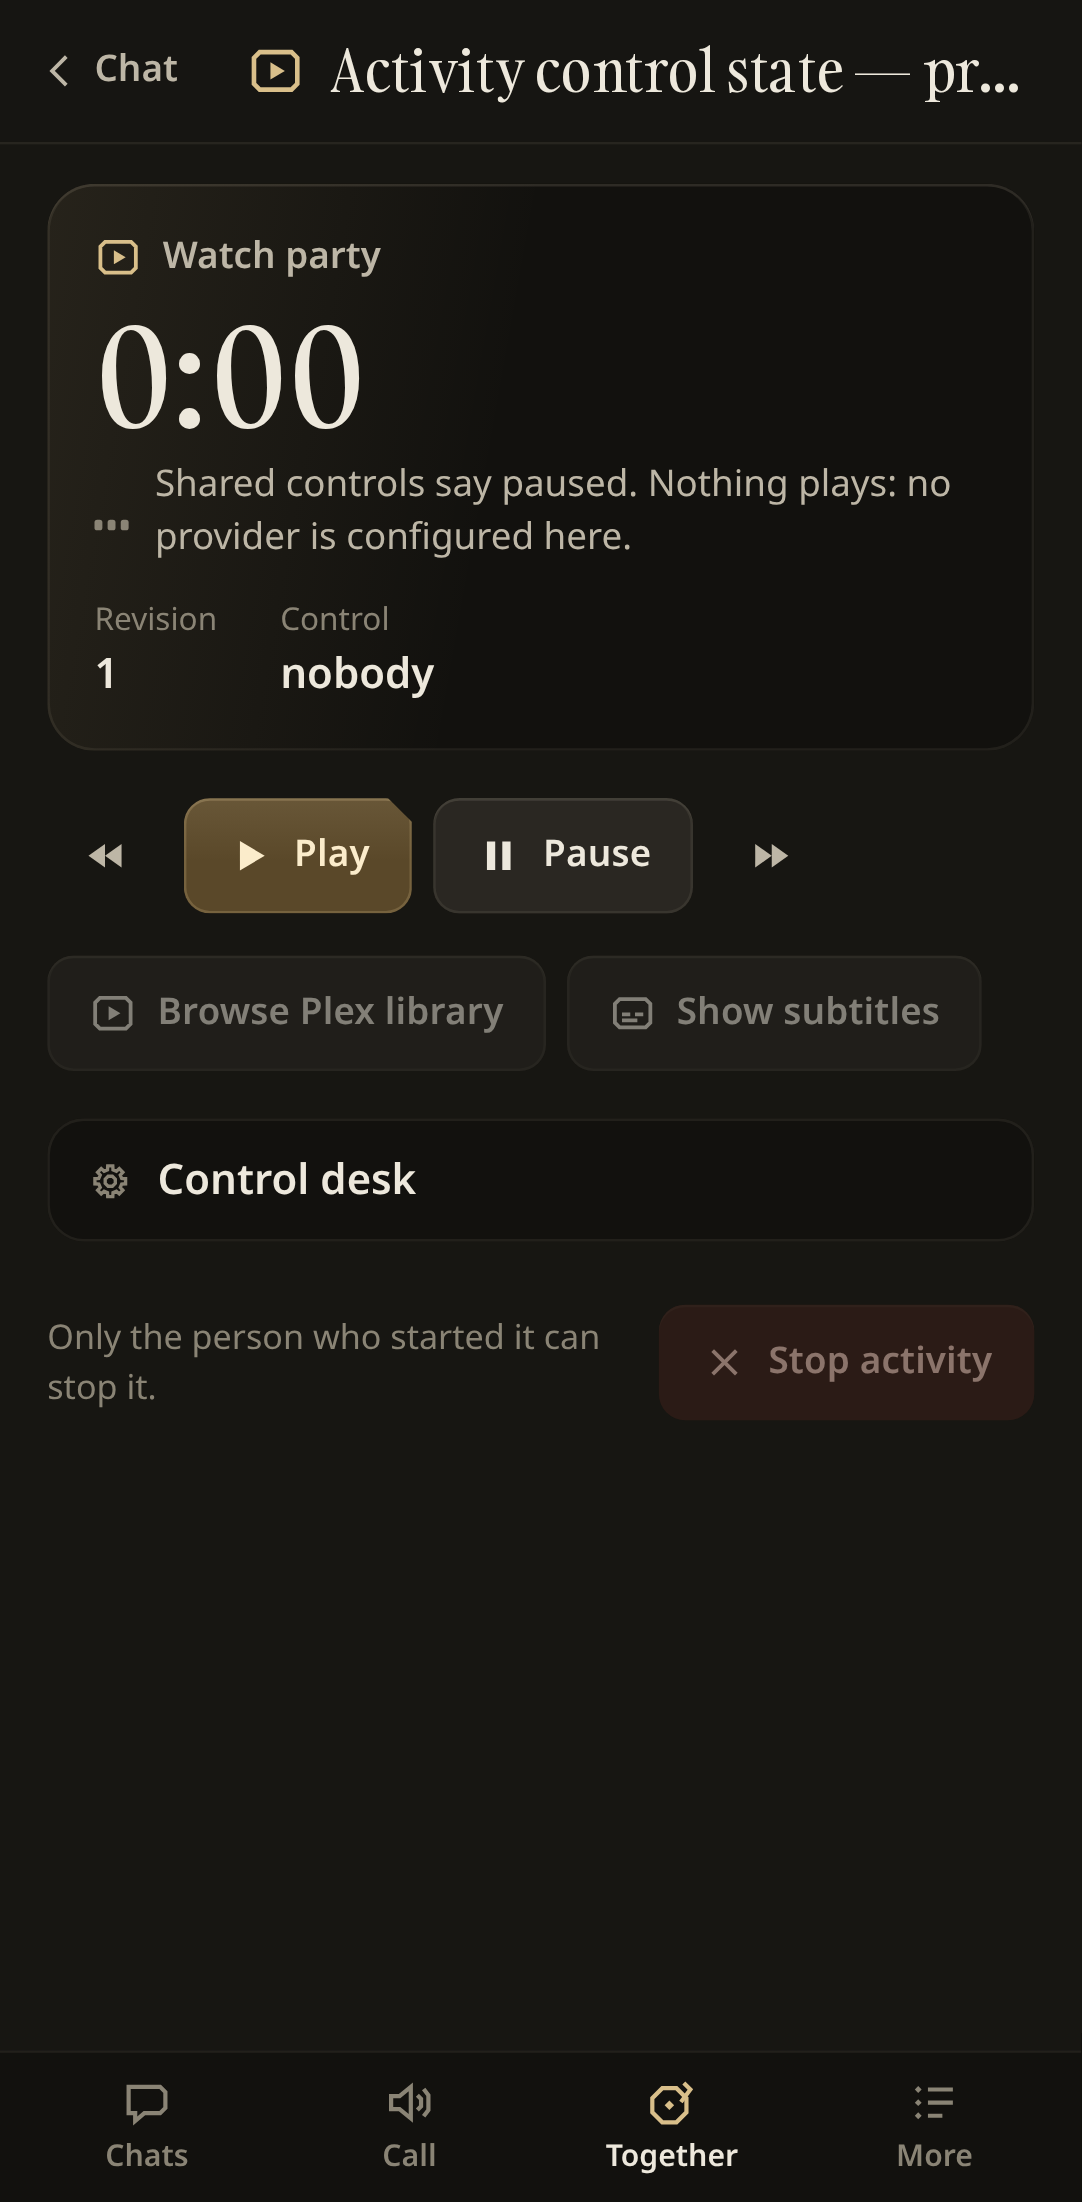 Chat
Activity control state — pr...
Watch party
0:00
Shared controls say paused. Nothing plays: no
provider is configured here.
Revision
Control
1
nobody
Play
Pause
Browse Plex library
Show subtitles
Control desk
Only the person who started it can
stop it.
Stop activity
Chats
Call
Together
More